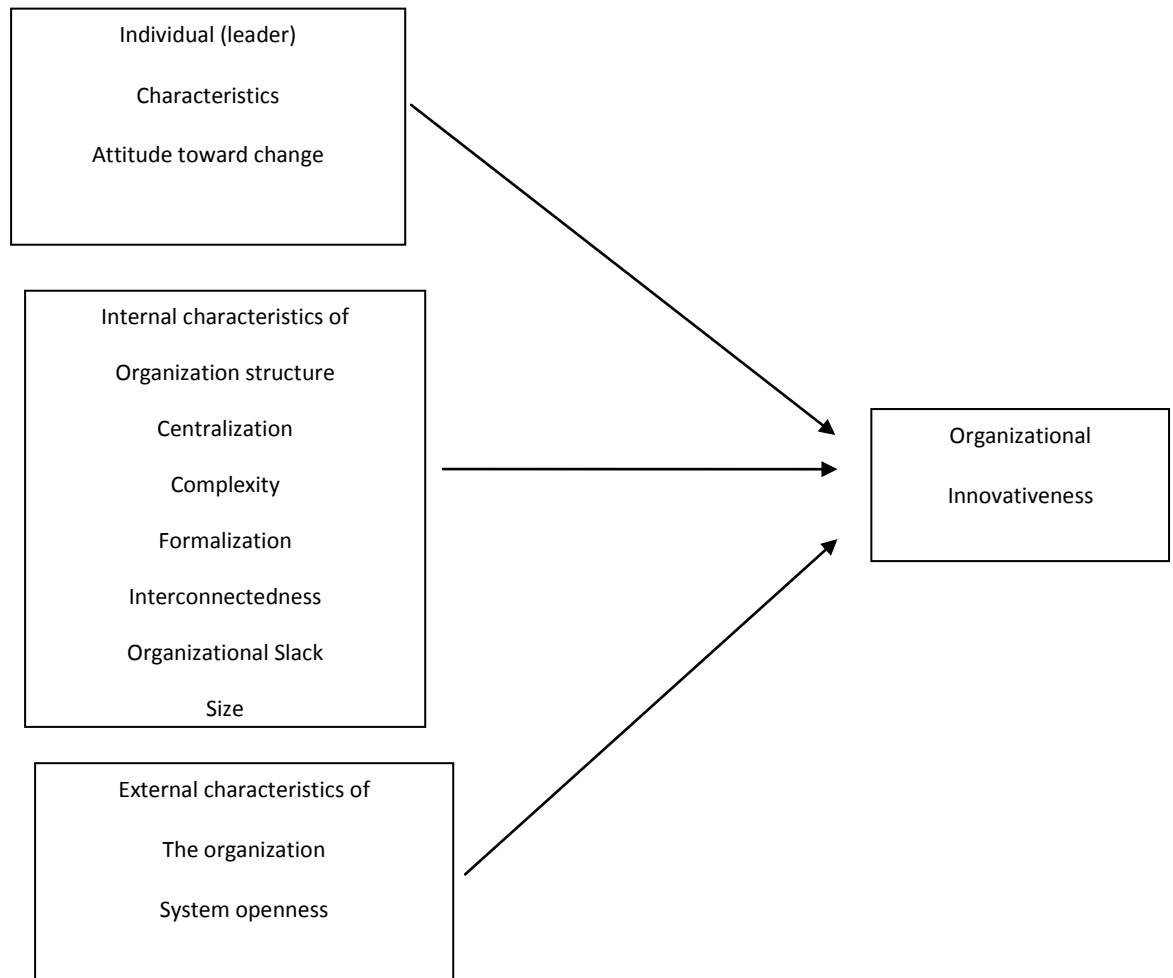 Individual (leader)
Characteristics
Attitude toward change
Internal characteristics of
Organization structure
Centralization
Complexity
Formalization
Interconnectedness
Organizational Slack
Size
External characteristics of
The organization
System openness
Organizational
Innovativeness